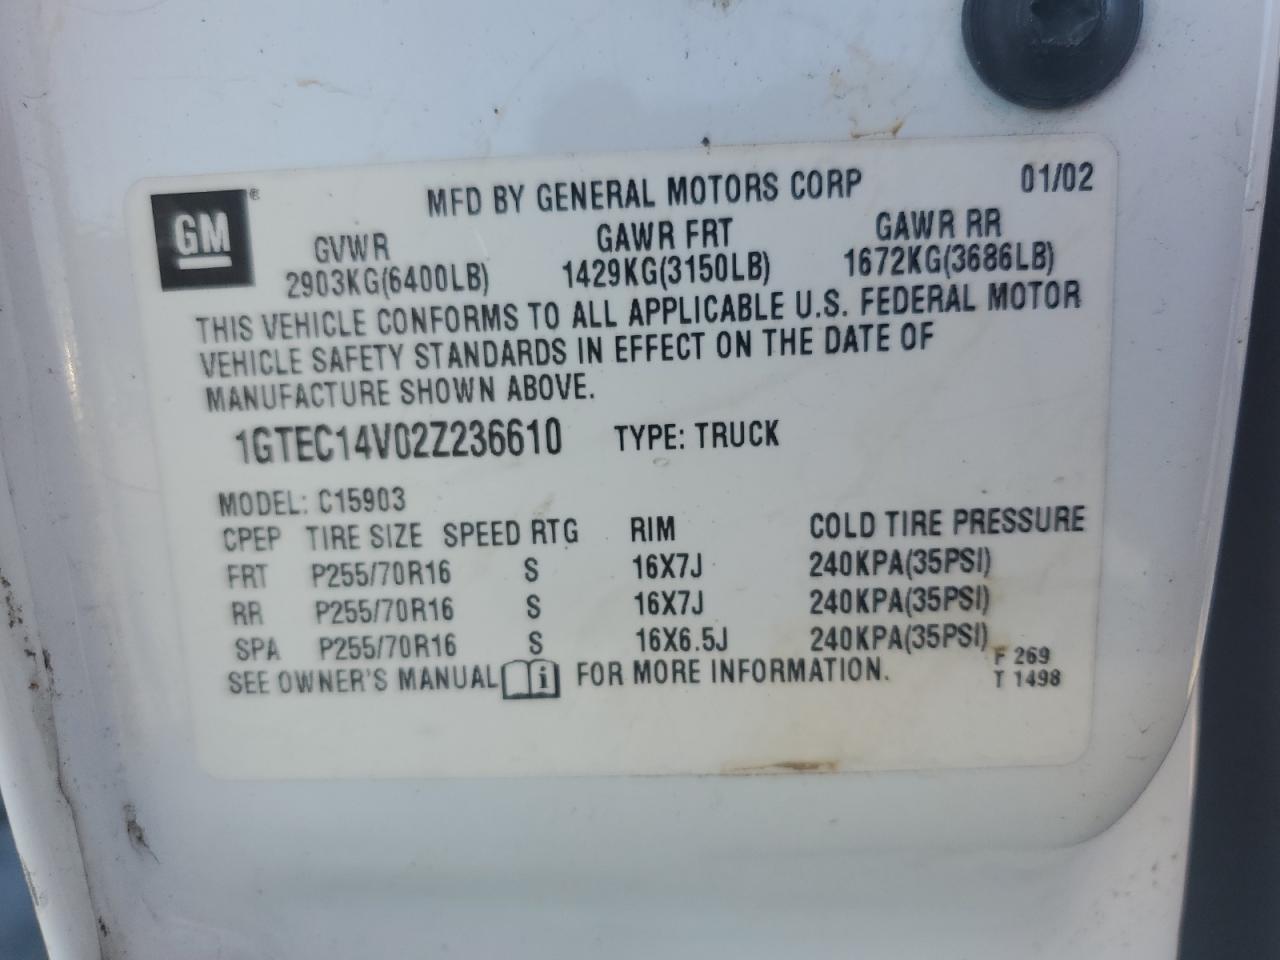 GM ®
MFD BY GENERAL MOTORS CORP 01/02
GVWR GAWR FRT GAWR RR
2903KG(6400LB) 1429KG(3150LB) 1672KG(3686LB)
THIS VEHICLE CONFORMS TO ALL APPLICABLE U.S. FEDERAL MOTOR
VEHICLE SAFETY STANDARDS IN EFFECT ON THE DATE OF
MANUFACTURE SHOWN ABOVE.
1GTEC14V02Z236610 TYPE: TRUCK
MODEL: C15903
CPEP TIRE SIZE SPEED RTG RIM COLD TIRE PRESSURE
FRT P255/70R16 S 16X7J 240KPA(35PSI)
RR P255/70R16 S 16X7J 240KPA(35PSI)
SPA P255/70R16 S 16X6.5J 240KPA(35PSI)
SEE OWNER'S MANUAL i FOR MORE INFORMATION.
F 269
T 1498